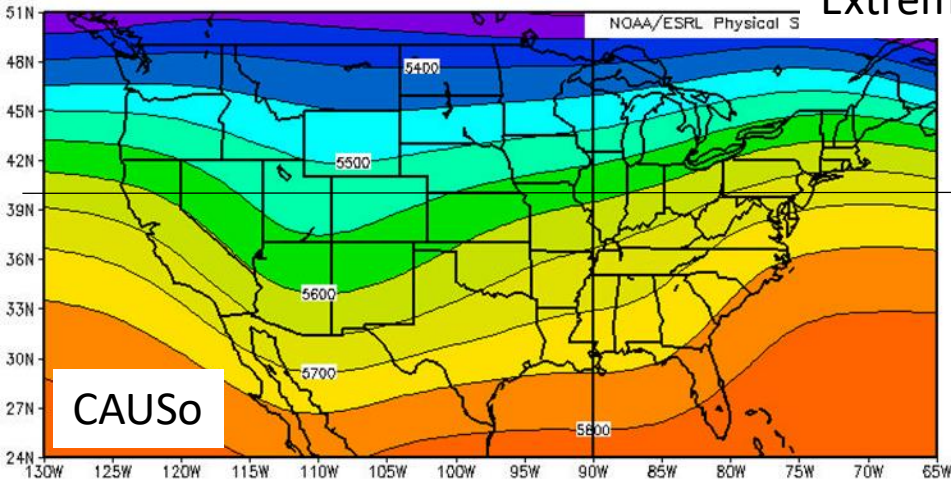 Extrem
NOAA/ESRL Physical S
51N
48N
5400
45N
5500
42N
39N
36N
5600
33N
30N
5700
CAUSo
27N
5800
24N
130W 125W 120W 115W 110W 105W 100W 95W 90W 85W 80W 75W 70W 65W